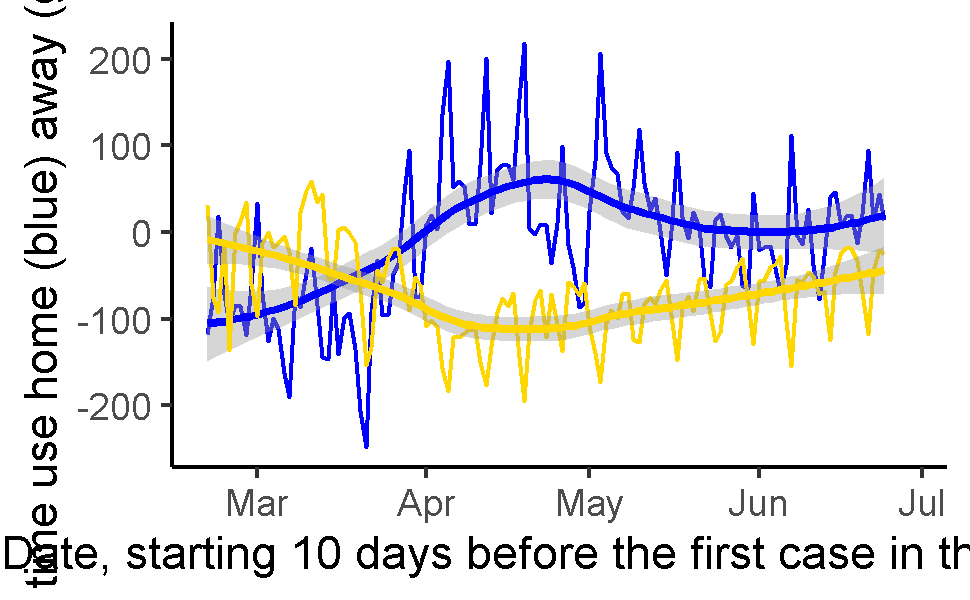 time use home (blue) away (
200
100
0
-100
-200
Mar Apr May Jun Jul
Date, starting 10 days before the first case in th